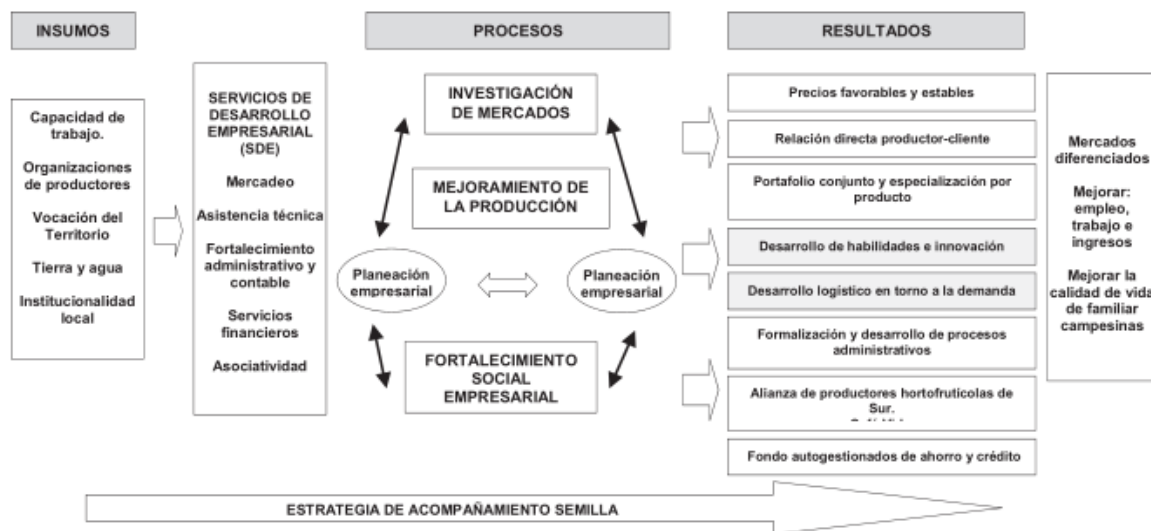 INSUMOS
PROCESOS
RESULTADOS
Capacidad de
trabajo.
Organizaciones
de productores
Vocación del
Territorio
Tierra y agua
Institucionalidad
local
SERVICIOS DE
DESARROLLO
EMPRESARIAL
(SDE)
Mercadeo
Asistencia técnica
Fortalecimiento
administrativo y
contable
Servicios
financieros
Asociatividad
INVESTIGACIÓN
DE MERCADOS
MEJORAMIENTO DE
LA PRODUCCIÓN
Planeación
empresarial
Planeación
empresarial
FORTALECIMIENTO
SOCIAL
EMPRESARIAL
Precios favorables y estables
Relación directa productor-cliente
Portafolio conjunto y especialización por
producto
Desarrollo de habilidades e innovación
Desarrollo logístico en torno a la demanda
Formalización y desarrollo de procesos
administrativos
Alianza de productores hortofrutícolas de
Sur.
Fondo autogestionados de ahorro y crédito
Mercados
diferenciados
Mejorar:
empleo,
trabajo e
ingresos
Mejorar la
calidad de vida
de familiar
campesinas
ESTRATEGIA DE ACOMPAÑAMIENTO SEMILLA